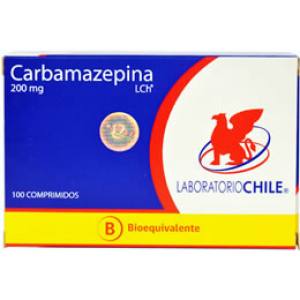 Carbamazepina
200 mg
LCh®
100 COMPRIMIDOS
LABORATORIOCHILE®
B Bioequivalente